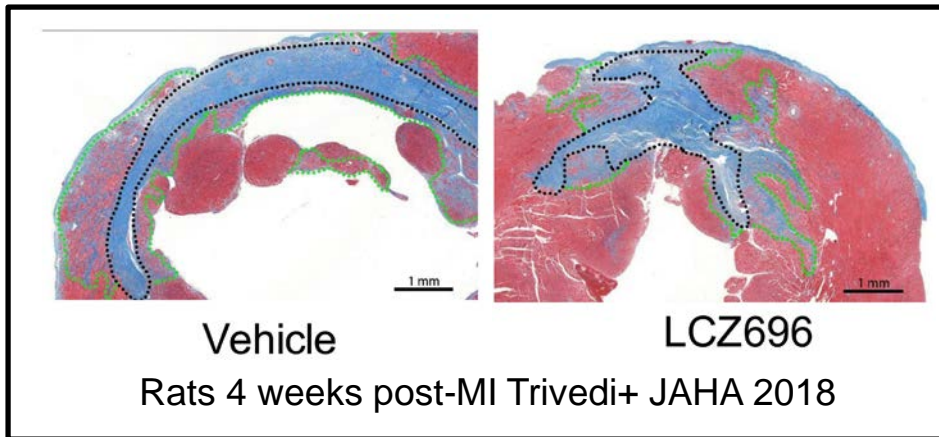 1 mm
1 mm
Vehicle
LCZ696
Rats 4 weeks post-MI Trivedi+ JAHA 2018